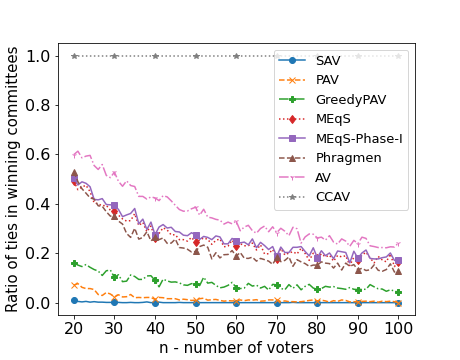 1.0
0.8
0.6
0.4
0.2
0.0
Ratio of ties in winning committees
SAV
PAV
GreedyPAV
MEqS
MEqS-Phase-I
Phragmen
AV
CCAV
20 30 40 50 60 70 80 90 100
n - number of voters